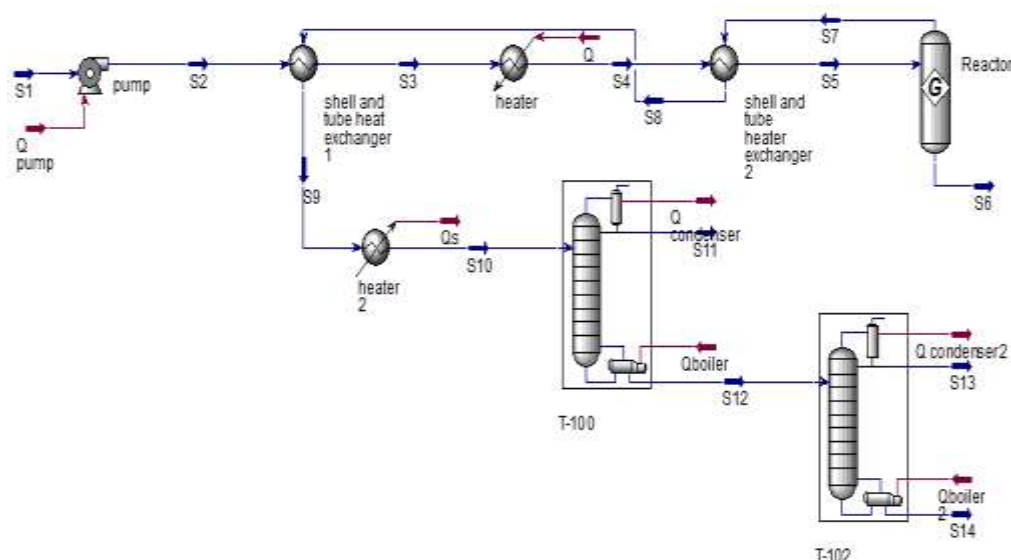 S1
Q
pump
pump
S2
shell and
tube heat
exchanger
1
S3
heater
Q
S4
S8
shell and
tube
heater
exchanger
2
S7
S5
G
Reactor
S6
S9
heater
2
Qs
S10
Q
condenser
S11
Qboiler
S12
T-100
Q condenser2
S13
Qboiler
2
S14
T-102